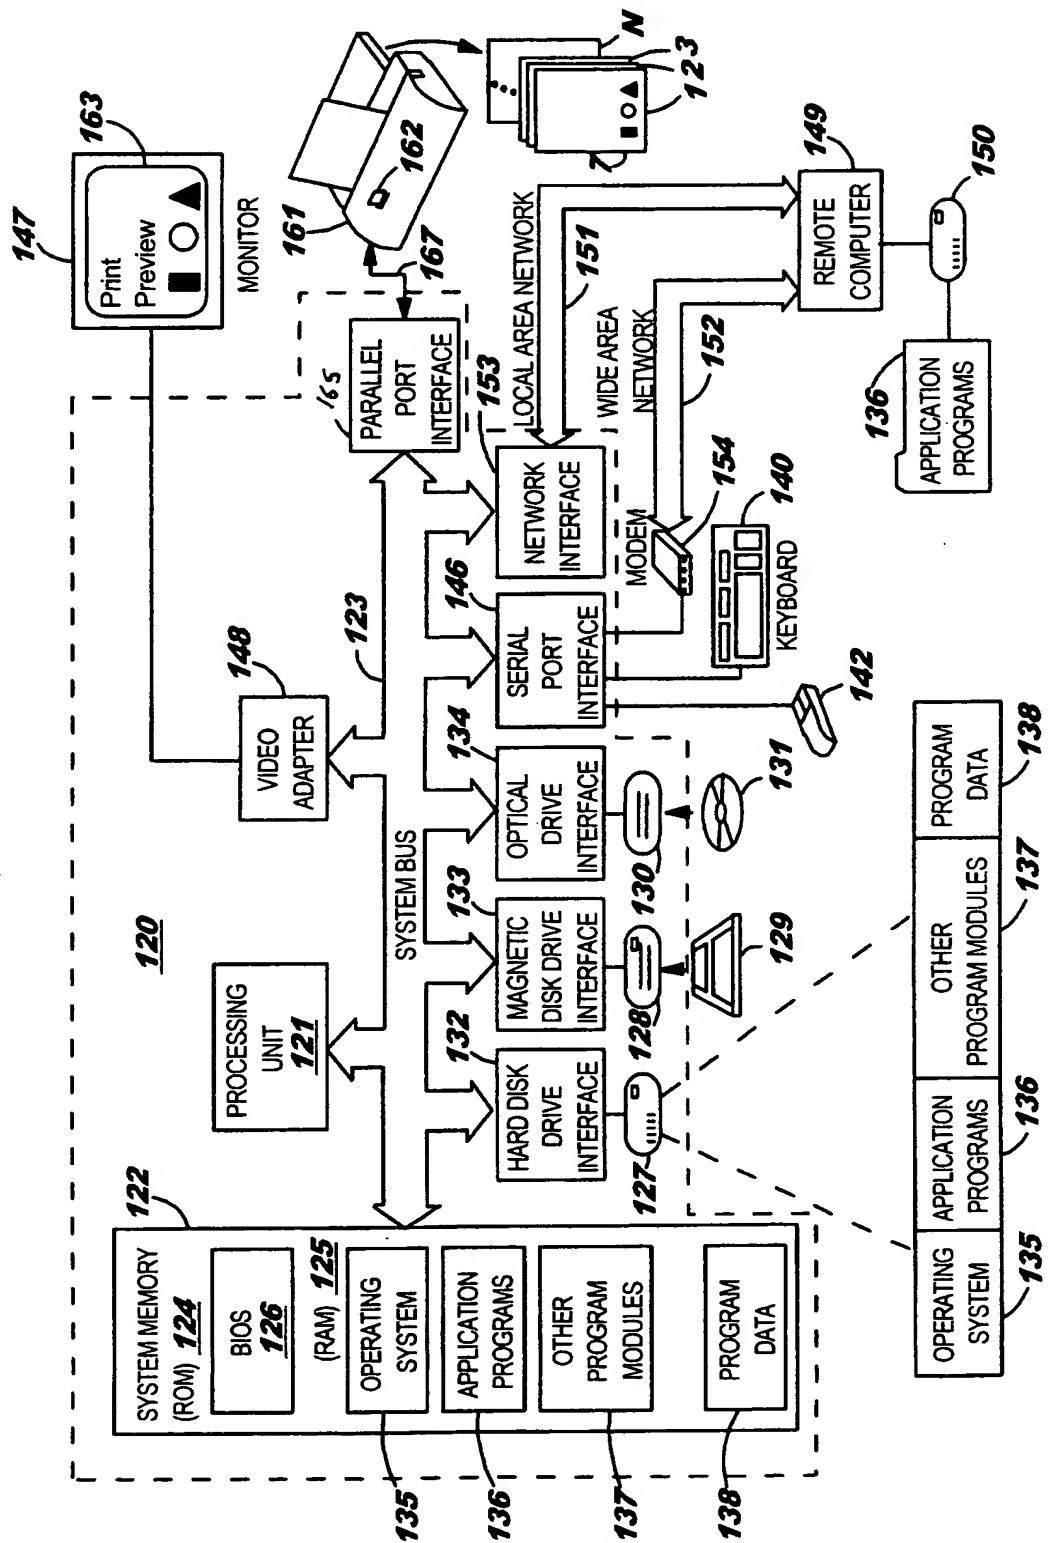 147
163
Print
Preview
MONITOR
120
PROCESSING
UNIT
121
148
VIDEO
ADAPTER
123
SYSTEM BUS
161
162
167
165
PARALLEL
PORT
INTERFACE
N
3
2
1
122
SYSTEM MEMORY
(ROM) 124
BIOS
126
(RAM) 125
OPERATING
SYSTEM
135
APPLICATION
PROGRAMS
136
OTHER
PROGRAM
MODULES
137
PROGRAM
DATA
138
132
HARD DISK
DRIVE
INTERFACE
133
MAGNETIC
DISK DRIVE
INTERFACE
134
OPTICAL
DRIVE
INTERFACE
146
SERIAL
PORT
INTERFACE
153
NETWORK
INTERFACE
LOCAL AREA NETWORK
151
WIDE AREA
NETWORK
152
127
128
130
129
131
142
MODEM
154
140
KEYBOARD
149
REMOTE
COMPUTER
150
136
APPLICATION
PROGRAMS
OPERATING
SYSTEM
135
APPLICATION
PROGRAMS
136
OTHER
PROGRAM MODULES
137
PROGRAM
DATA
138